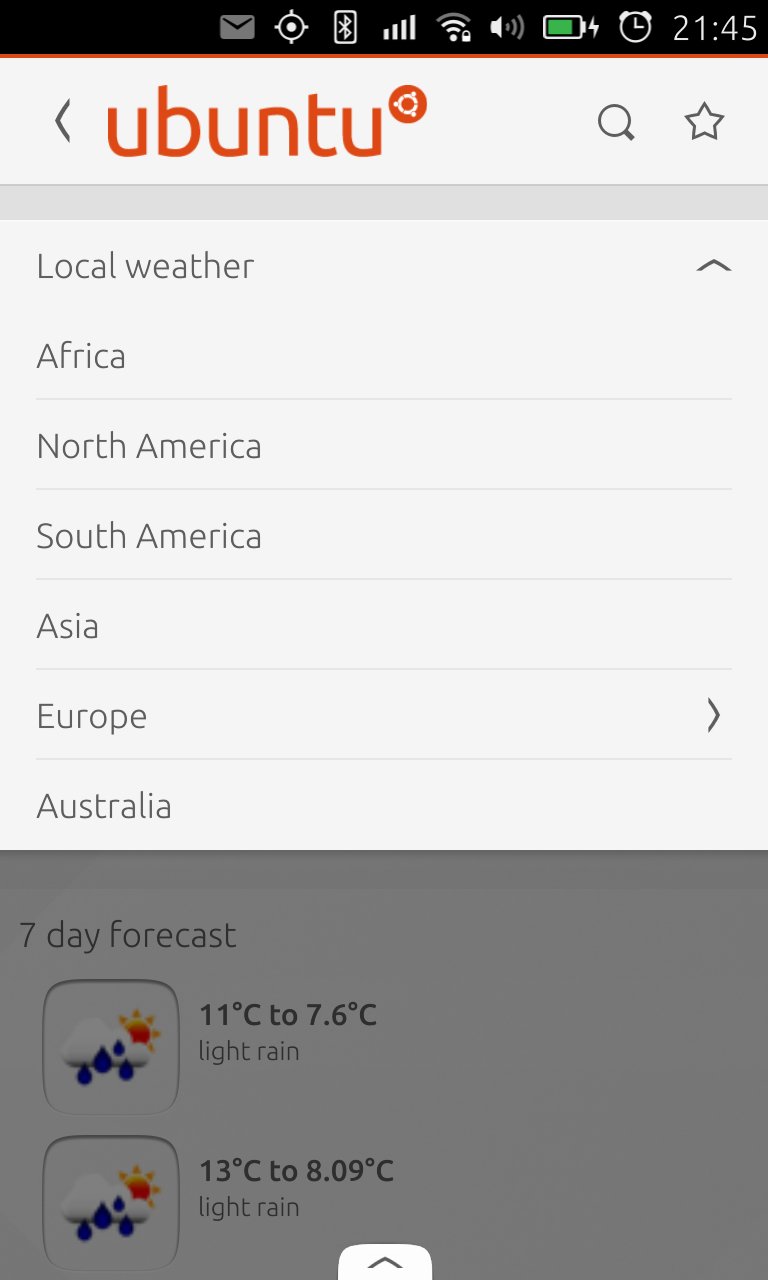 21:45
ubuntu
Local weather
Africa
North America
South America
Asia
Europe
Australia
7 day forecast
11°C to 7.6°C
light rain
13°C to 8.09°C
light rain